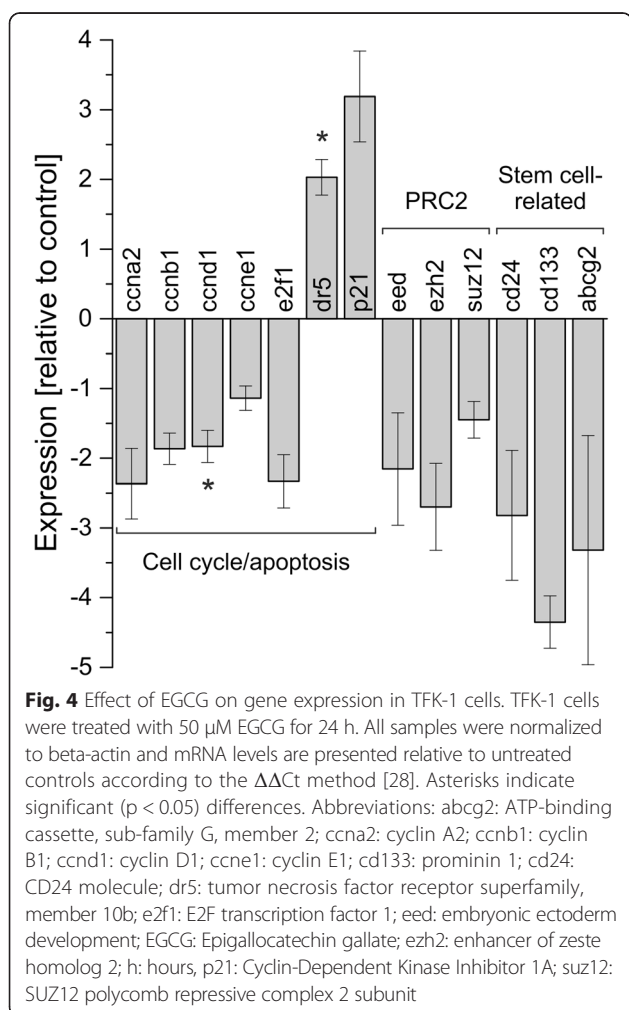 4
3
2
1
0
-1
-2
-3
-4
-5
Expression [relative to control]
ccna2
ccnb1
ccnd1
ccne1
e2f1
dr5
p21
eed
ezh2
suz12
cd24
cd133
abcg2
*
*
PRC2
Stem cell-
related
Cell cycle/apoptosis
Fig. 4 Effect of EGCG on gene expression in TFK-1 cells. TFK-1 cells
were treated with 50 μM EGCG for 24 h. All samples were normalized
to beta-actin and mRNA levels are presented relative to untreated
controls according to the ΔΔCt method [28]. Asterisks indicate
significant (p < 0.05) differences. Abbreviations: abcg2: ATP-binding
cassette, sub-family G, member 2; ccna2: cyclin A2; ccnb1: cyclin
B1; ccnd1: cyclin D1; ccne1: cyclin E1; cd133: prominin 1; cd24:
CD24 molecule; dr5: tumor necrosis factor receptor superfamily,
member 10b; e2f1: E2F transcription factor 1; eed: embryonic ectoderm
development; EGCG: Epigallocatechin gallate; ezh2: enhancer of zeste
homolog 2; h: hours, p21: Cyclin-Dependent Kinase Inhibitor 1A; suz12:
SUZ12 polycomb repressive complex 2 subunit